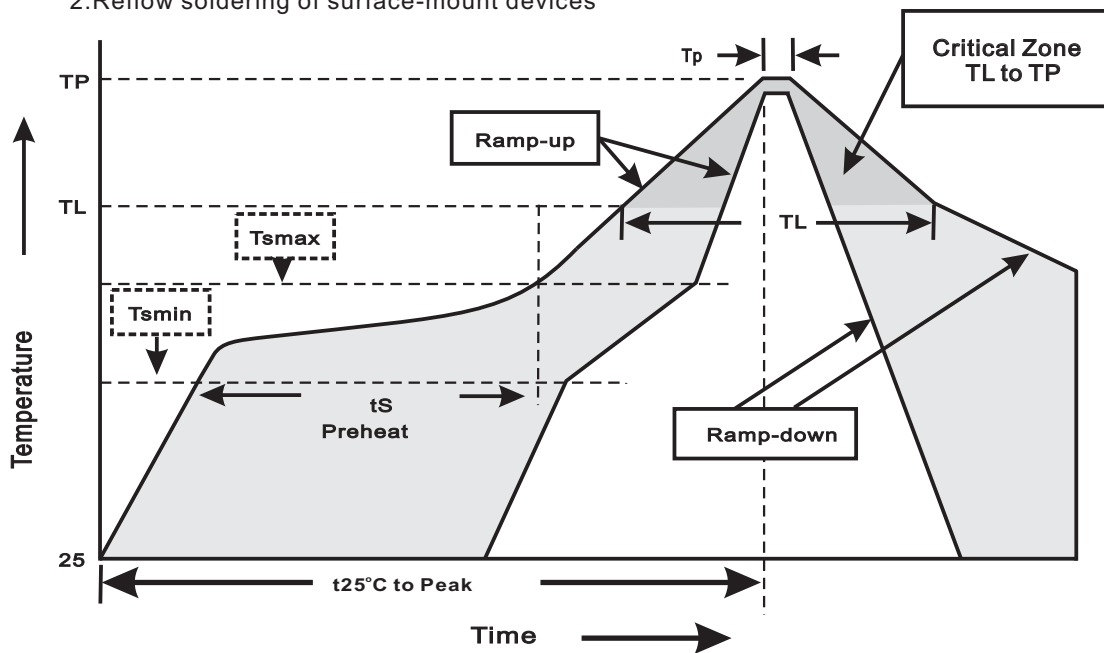 2.Reflow soldering of surface-mount devices
Tp
Critical Zone
TL to TP
TP
Ramp-up
TL
TL
Tsmax
Tsmin
Temperature
tS
Preheat
Ramp-down
25
t25°C to Peak
Time